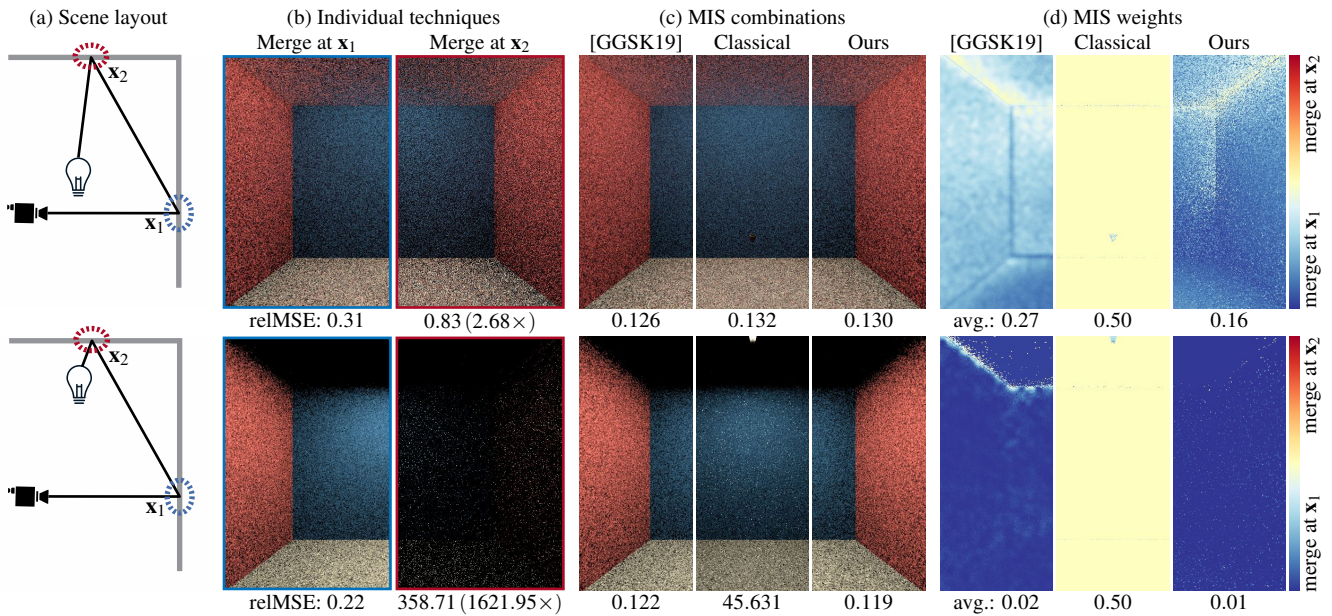 (a) Scene layout
(b) Individual techniques
(c) MIS combinations
(d) MIS weights
Merge at x1
Merge at x2
[GGSK19]
Classical
Ours
[GGSK19]
Classical
Ours
x2
x1
merge at x1
merge at x2
relMSE: 0.31
0.83 (2.68×)
0.126
0.132
0.130
avg.: 0.27
0.50
0.16
x2
x1
merge at x1
merge at x2
relMSE: 0.22
358.71 (1621.95×)
0.122
45.631
0.119
avg.: 0.02
0.50
0.01